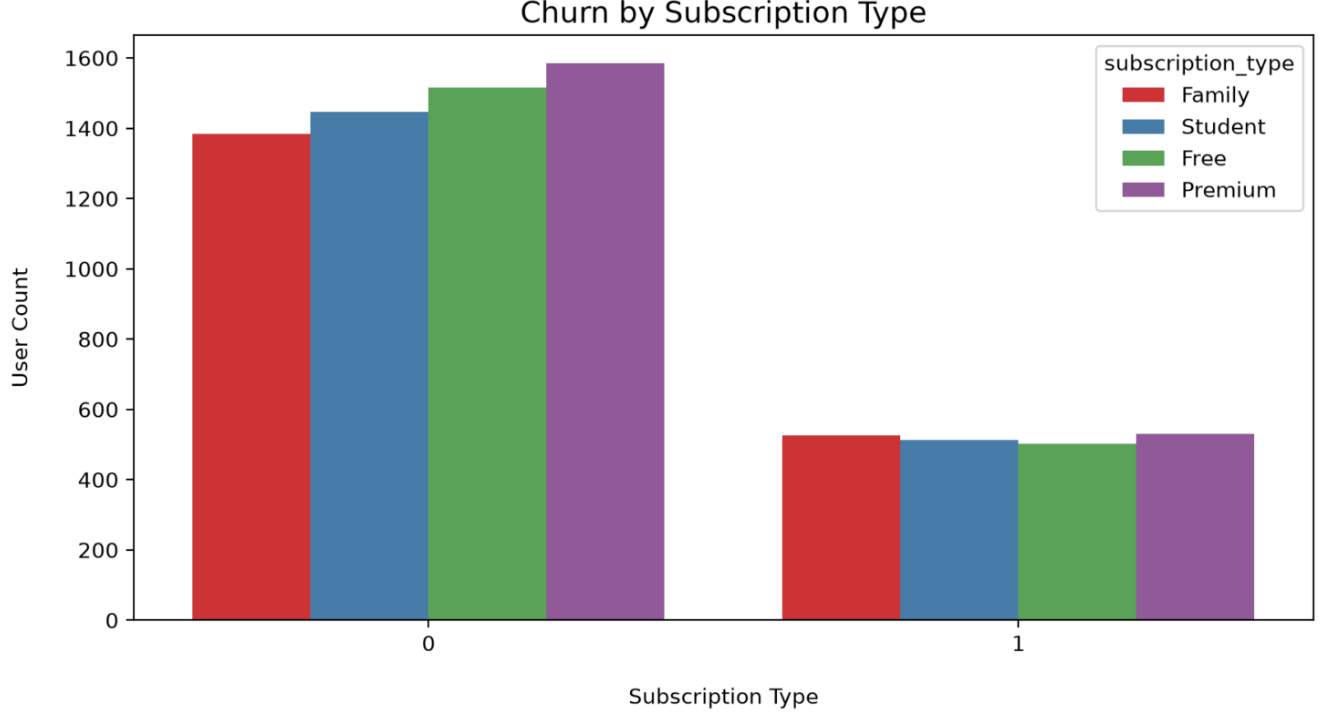 Churn by Subscription Type
1600
1400
1200
1000
800
600
400
200
0
User Count
subscription_type
Family
Student
Free
Premium
0
1
Subscription Type